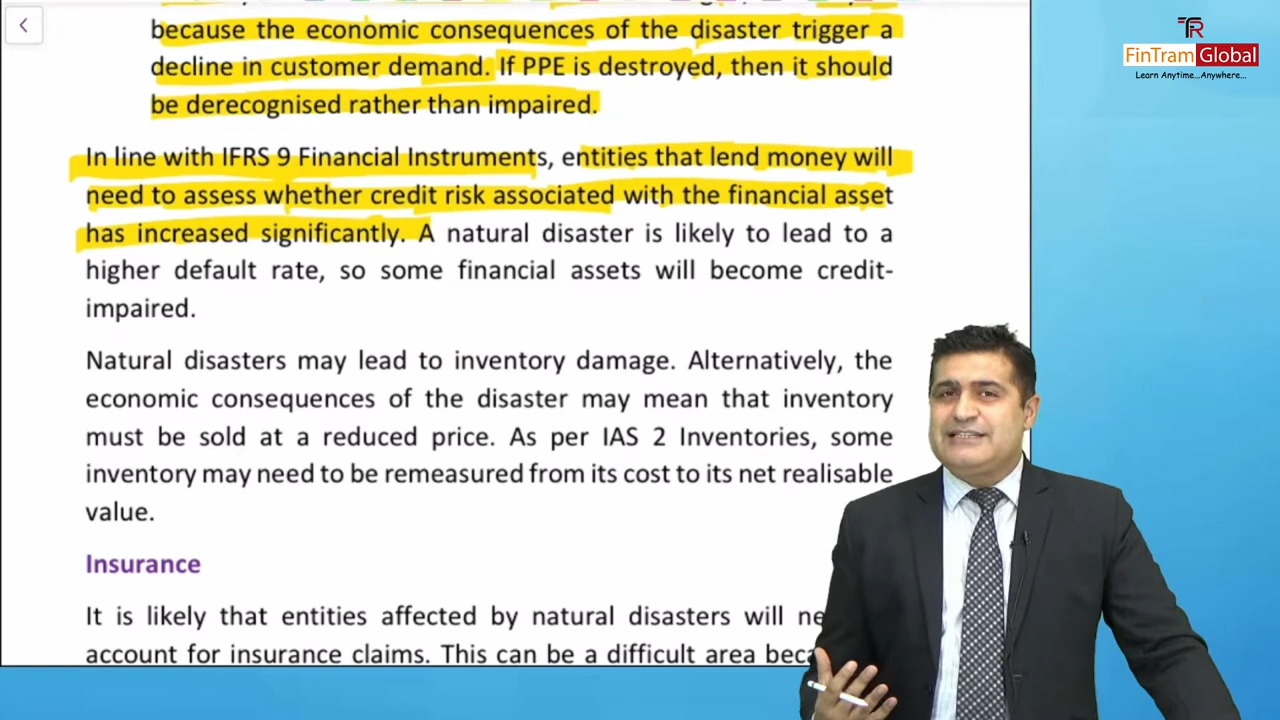 because the economic consequences of the disaster trigger a
decline in customer demand. If PPE is destroyed, then it should
be derecognised rather than impaired.
In line with IFRS 9 Financial Instruments, entities that lend money will
need to assess whether credit risk associated with the financial asset
has increased significantly. A natural disaster is likely to lead to a
higher default rate, so some financial assets will become credit-
impaired.
Natural disasters may lead to inventory damage. Alternatively, the
economic consequences of the disaster may mean that inventory
must be sold at a reduced price. As per IAS 2 Inventories, some
inventory may need to be remeasured from its cost to its net realisable
value.
Insurance
It is likely that entities affected by natural disasters will
account for insurance claims. This can be a difficult area
FinTram Global
Learn Anytime...Anywhere...